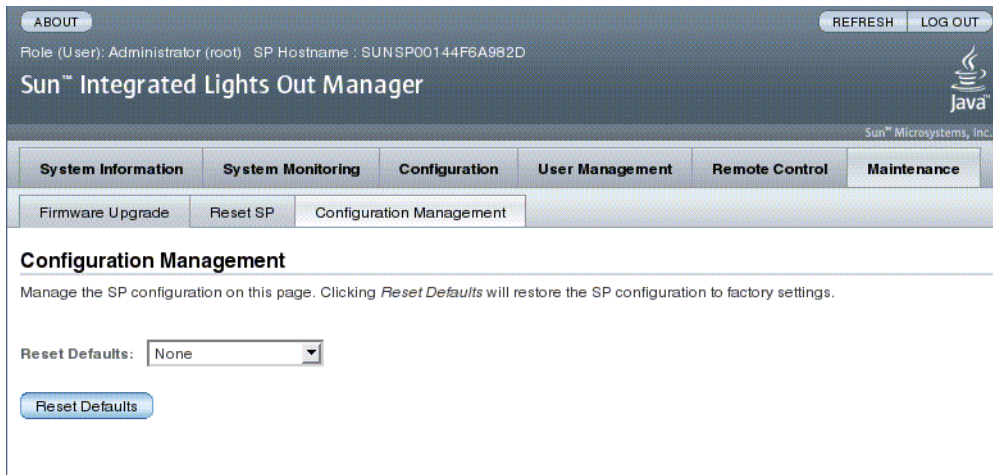 ABOUT REFRESH LOG OUT
Role (User): Administrator (root) SP Hostname : SUNSP00144F6A982D
Sun™ Integrated Lights Out Manager
Java™
Sun™ Microsystems, Inc.
System Information System Monitoring Configuration User Management Remote Control Maintenance
Firmware Upgrade Reset SP Configuration Management
Configuration Management
Manage the SP configuration on this page. Clicking Reset Defaults will restore the SP configuration to factory settings.
Reset Defaults: None
Reset Defaults